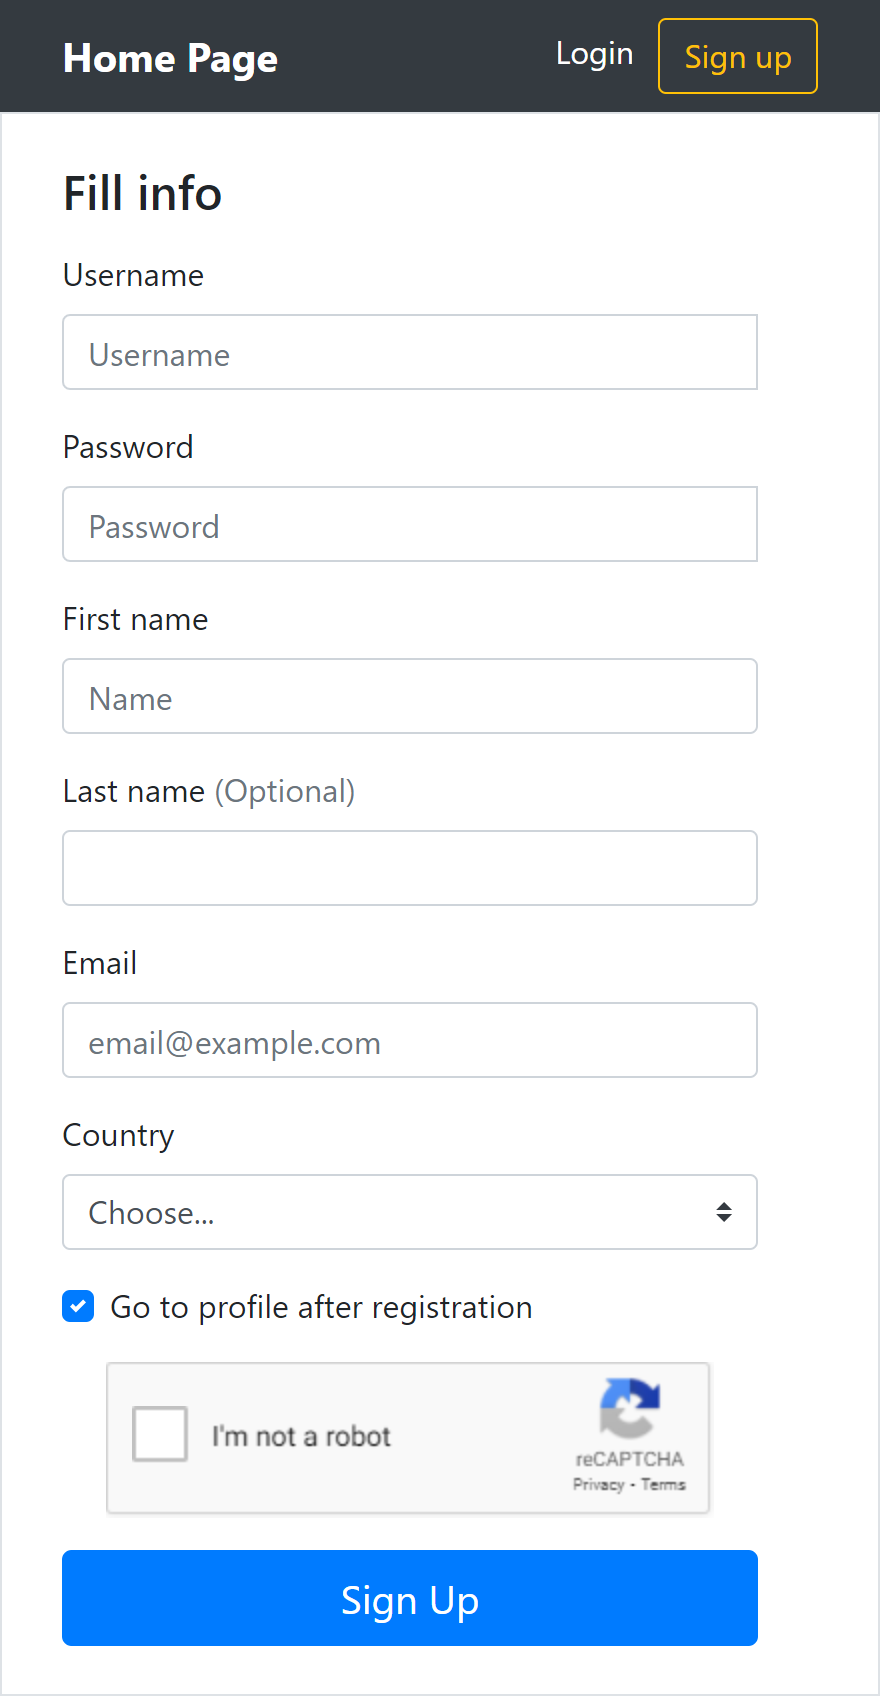 Home Page
Login
Sign up
Fill info
Username
Username
Password
Password
First name
Name
Last name (Optional)
Email
email@example.com
Country
Choose...
Go to profile after registration
I'm not a robot
reCAPTCHA
Privacy - Terms
Sign Up